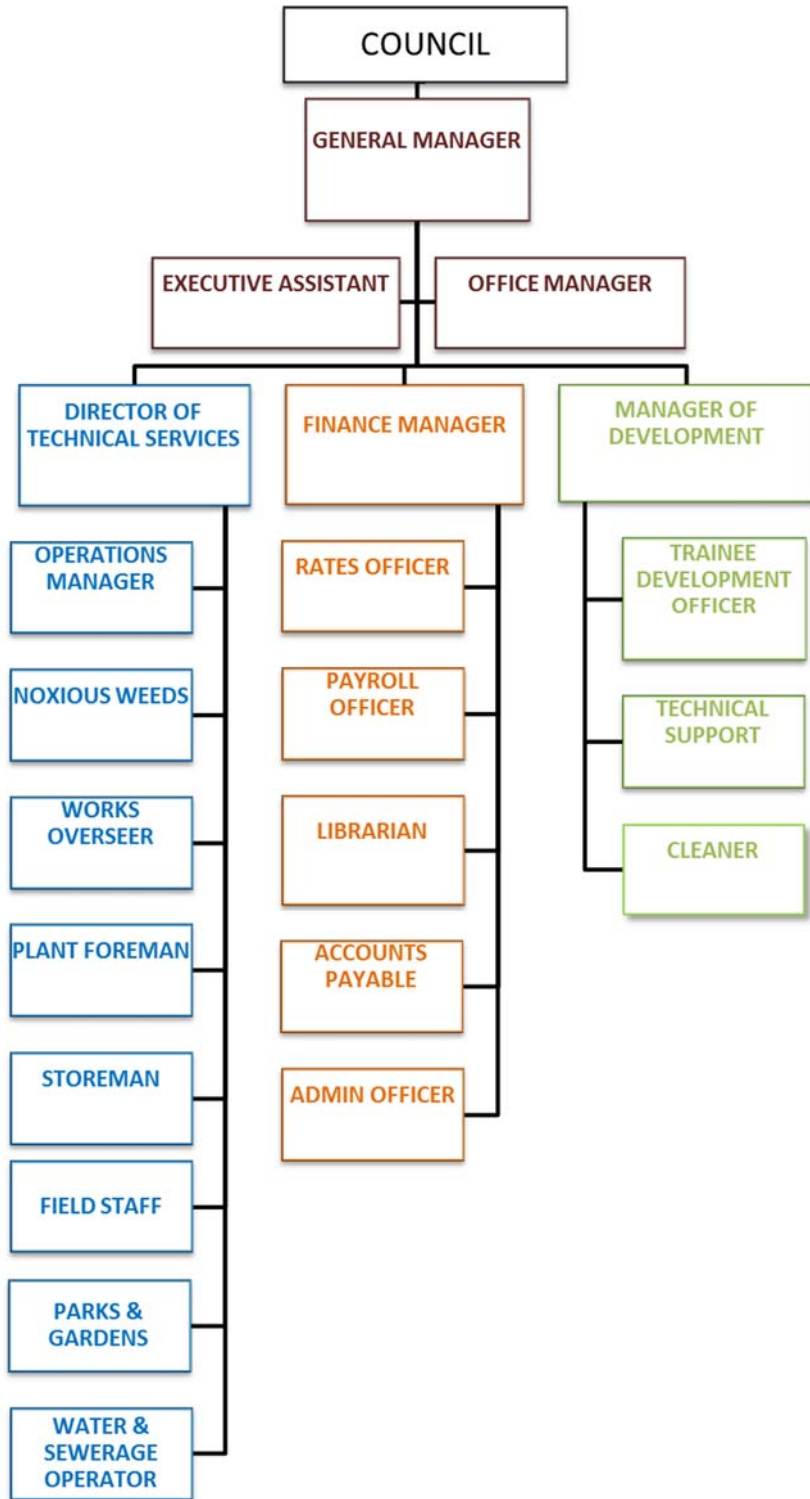 COUNCIL
GENERAL MANAGER
EXECUTIVE ASSISTANT
OFFICE MANAGER
DIRECTOR OF
TECHNICAL SERVICES
OPERATIONS
MANAGER
NOXIOUS WEEDS
WORKS
OVERSEER
PLANT FOREMAN
STOREMAN
FIELD STAFF
PARKS &
GARDENS
WATER &
SEWERAGE
OPERATOR
FINANCE MANAGER
RATES OFFICER
PAYROLL
OFFICER
LIBRARIAN
ACCOUNTS
PAYABLE
ADMIN OFFICER
MANAGER OF
DEVELOPMENT
TRAINEE
DEVELOPMENT
OFFICER
TECHNICAL
SUPPORT
CLEANER